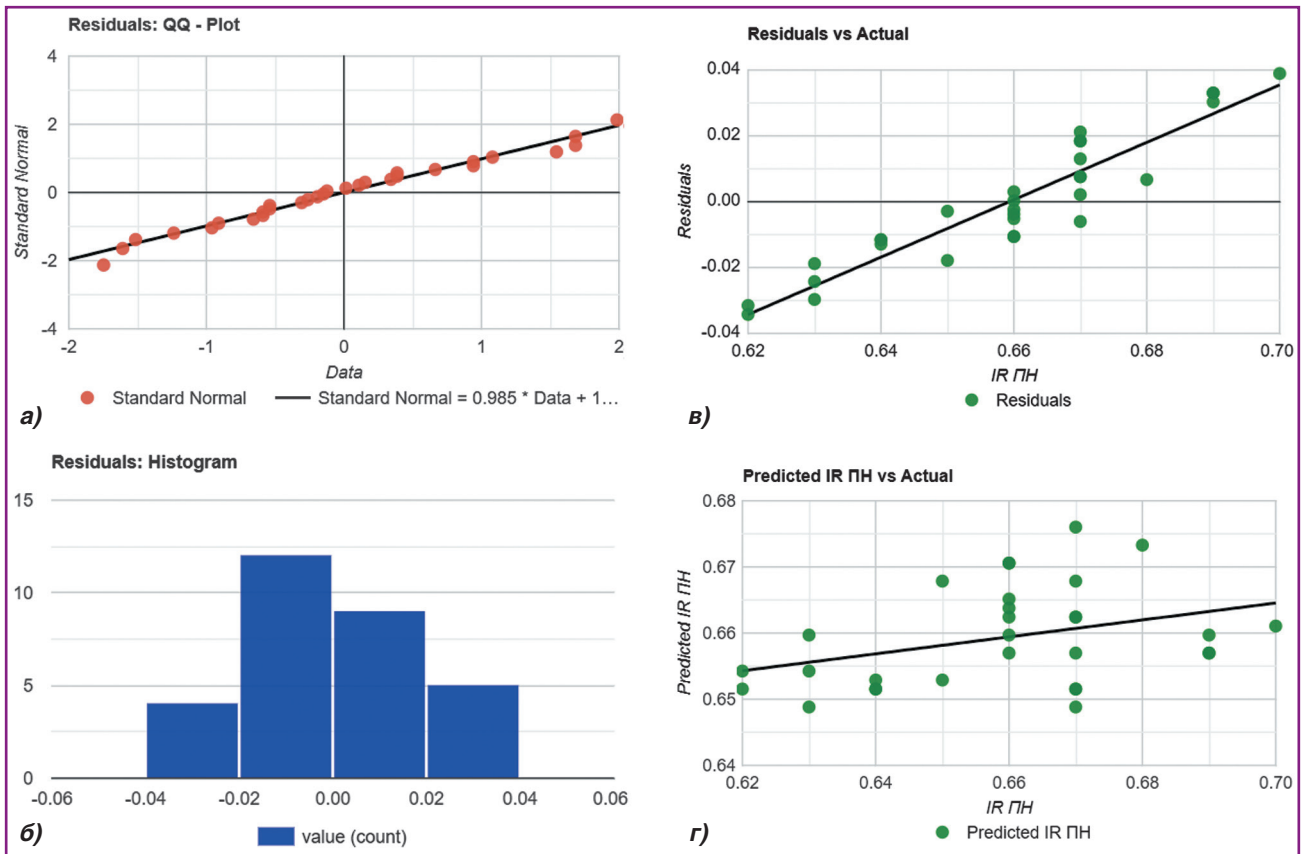 Residuals: QQ - Plot
4
2
0
-2
-4
Standard Normal
-2
-1
0
1
2
Data
Standard Normal
Standard Normal = 0.985 * Data + 1…
а)
Residuals vs Actual
0.04
0.02
0.00
-0.02
-0.04
Residuals
0.62
0.64
0.66
0.68
0.70
IR ПН
Residuals
в)
Residuals: Histogram
15
10
5
0
-0.06
-0.04
-0.02
0.00
0.02
0.04
0.06
value (count)
б)
Predicted IR ПН vs Actual
0.68
0.67
0.66
0.65
0.64
Predicted IR ПН
0.62
0.64
0.66
0.68
0.70
IR ПН
Predicted IR ПН
г)